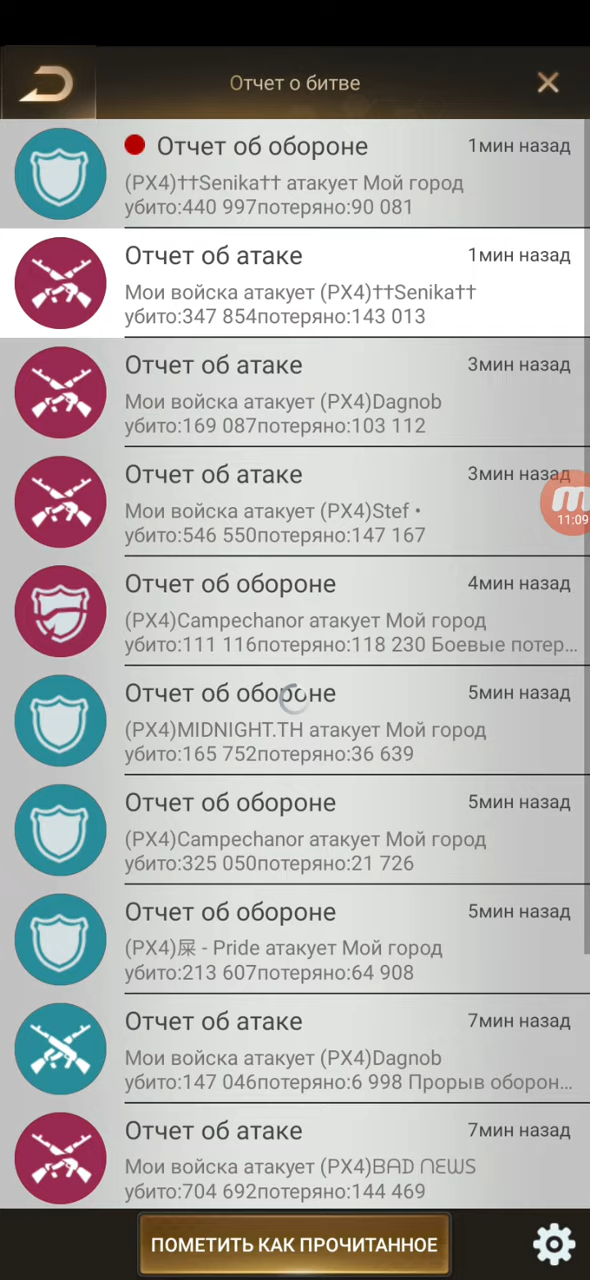 Отчет о битве
Отчет об обороне 1мин назад
(PX4)††Senika†† атакует Мой город
убито:440 997потеряно:90 081
Отчет об атаке 1мин назад
Мои войска атакует (PX4)††Senika††
убито:347 854потеряно:143 013
Отчет об атаке 3мин назад
Мои войска атакует (PX4)Dagnob
убито:169 087потеряно:103 112
Отчет об атаке 3мин назад
Мои войска атакует (PX4)Stef •
убито:546 550потеряно:147 167
11:09
Отчет об обороне 4мин назад
(PX4)Campechanor атакует Мой город
убито:111 116потеряно:118 230 Боевые потер...
Отчет об обороне 5мин назад
(PX4)MIDNIGHT.TH атакует Мой город
убито:165 752потеряно:36 639
Отчет об обороне 5мин назад
(PX4)Campechanor атакует Мой город
убито:325 050потеряно:21 726
Отчет об обороне 5мин назад
(PX4)屎 - Pride атакует Мой город
убито:213 607потеряно:64 908
Отчет об атаке 7мин назад
Мои войска атакует (PX4)Dagnob
убито:147 046потеряно:6 998 Прорыв оборон...
Отчет об атаке 7мин назад
Мои войска атакует (PX4)ᗷᗩᗪ ᑎᗴᗯᔕ
убито:704 692потеряно:144 469
ПОМЕТИТЬ КАК ПРОЧИТАННОЕ